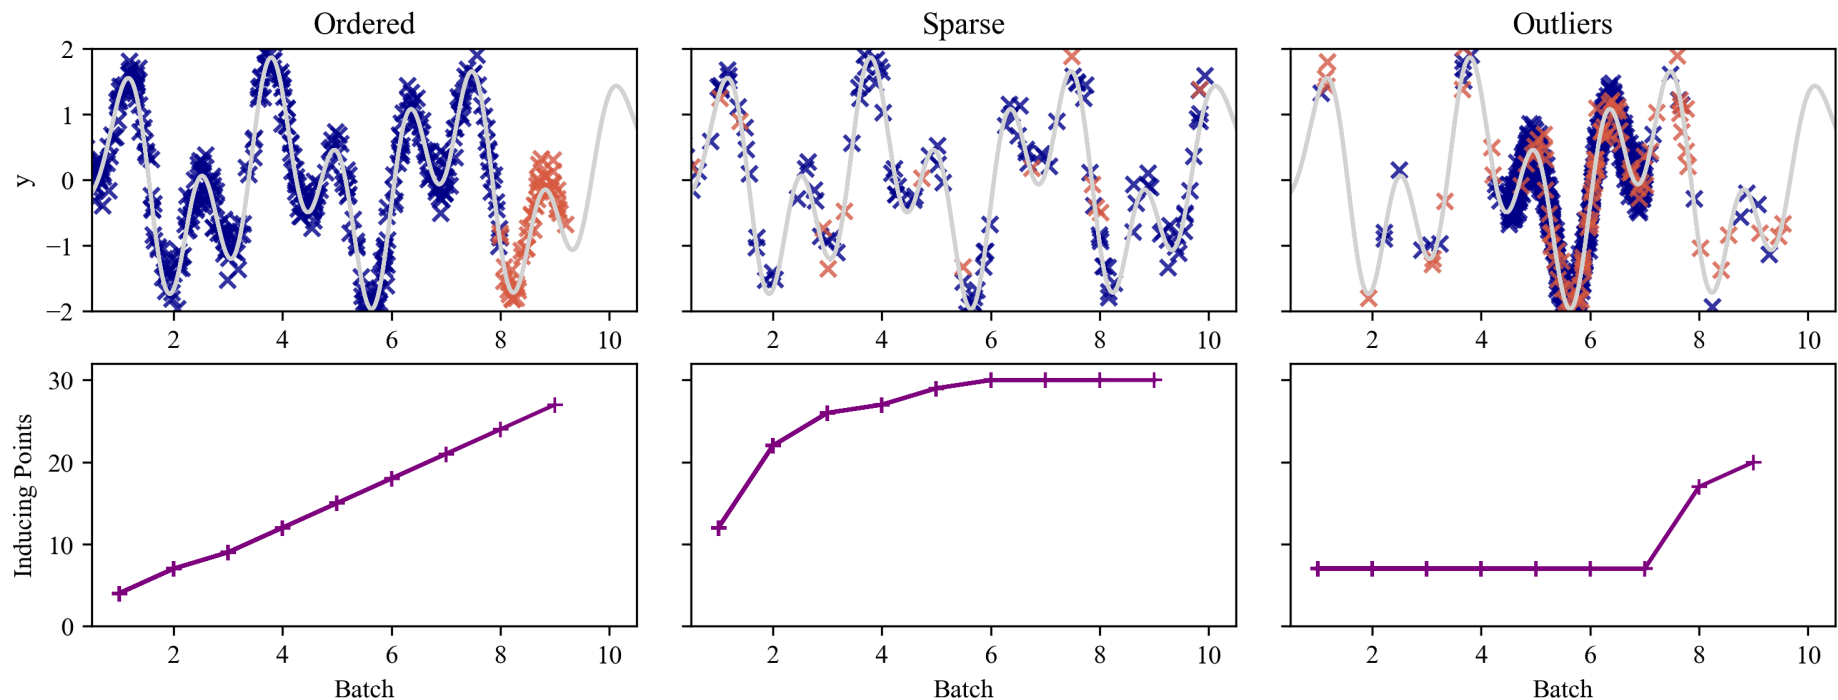 Ordered Sparse Outliers
y
2
1
0
−1
−2
2 4 6 8 10
2 4 6 8 10
2 4 6 8 10
Inducing Points
30
20
10
0
2 4 6 8 10
2 4 6 8 10
2 4 6 8 10
Batch Batch Batch